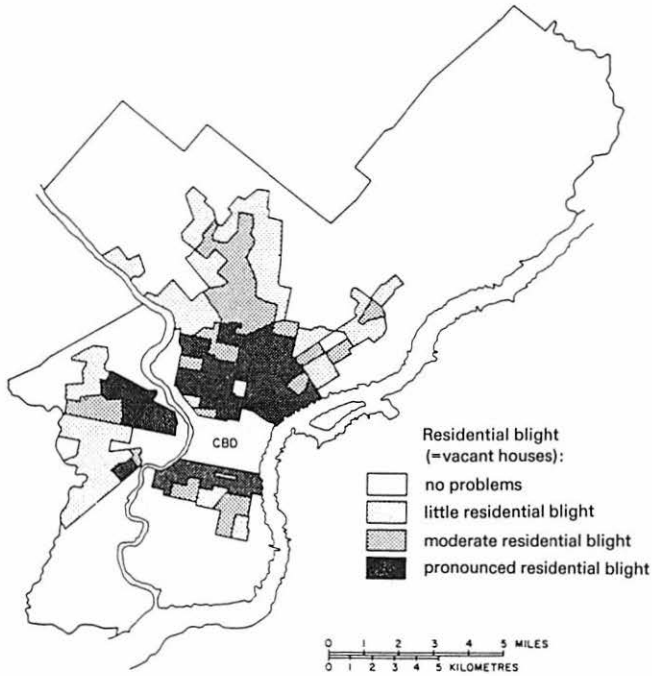 CBD
Residential blight
(=vacant houses):
no problems
little residential blight
moderate residential blight
pronounced residential blight
0 1 2 3 4 5 MILES
0 1 2 3 4 5 KILOMETRES